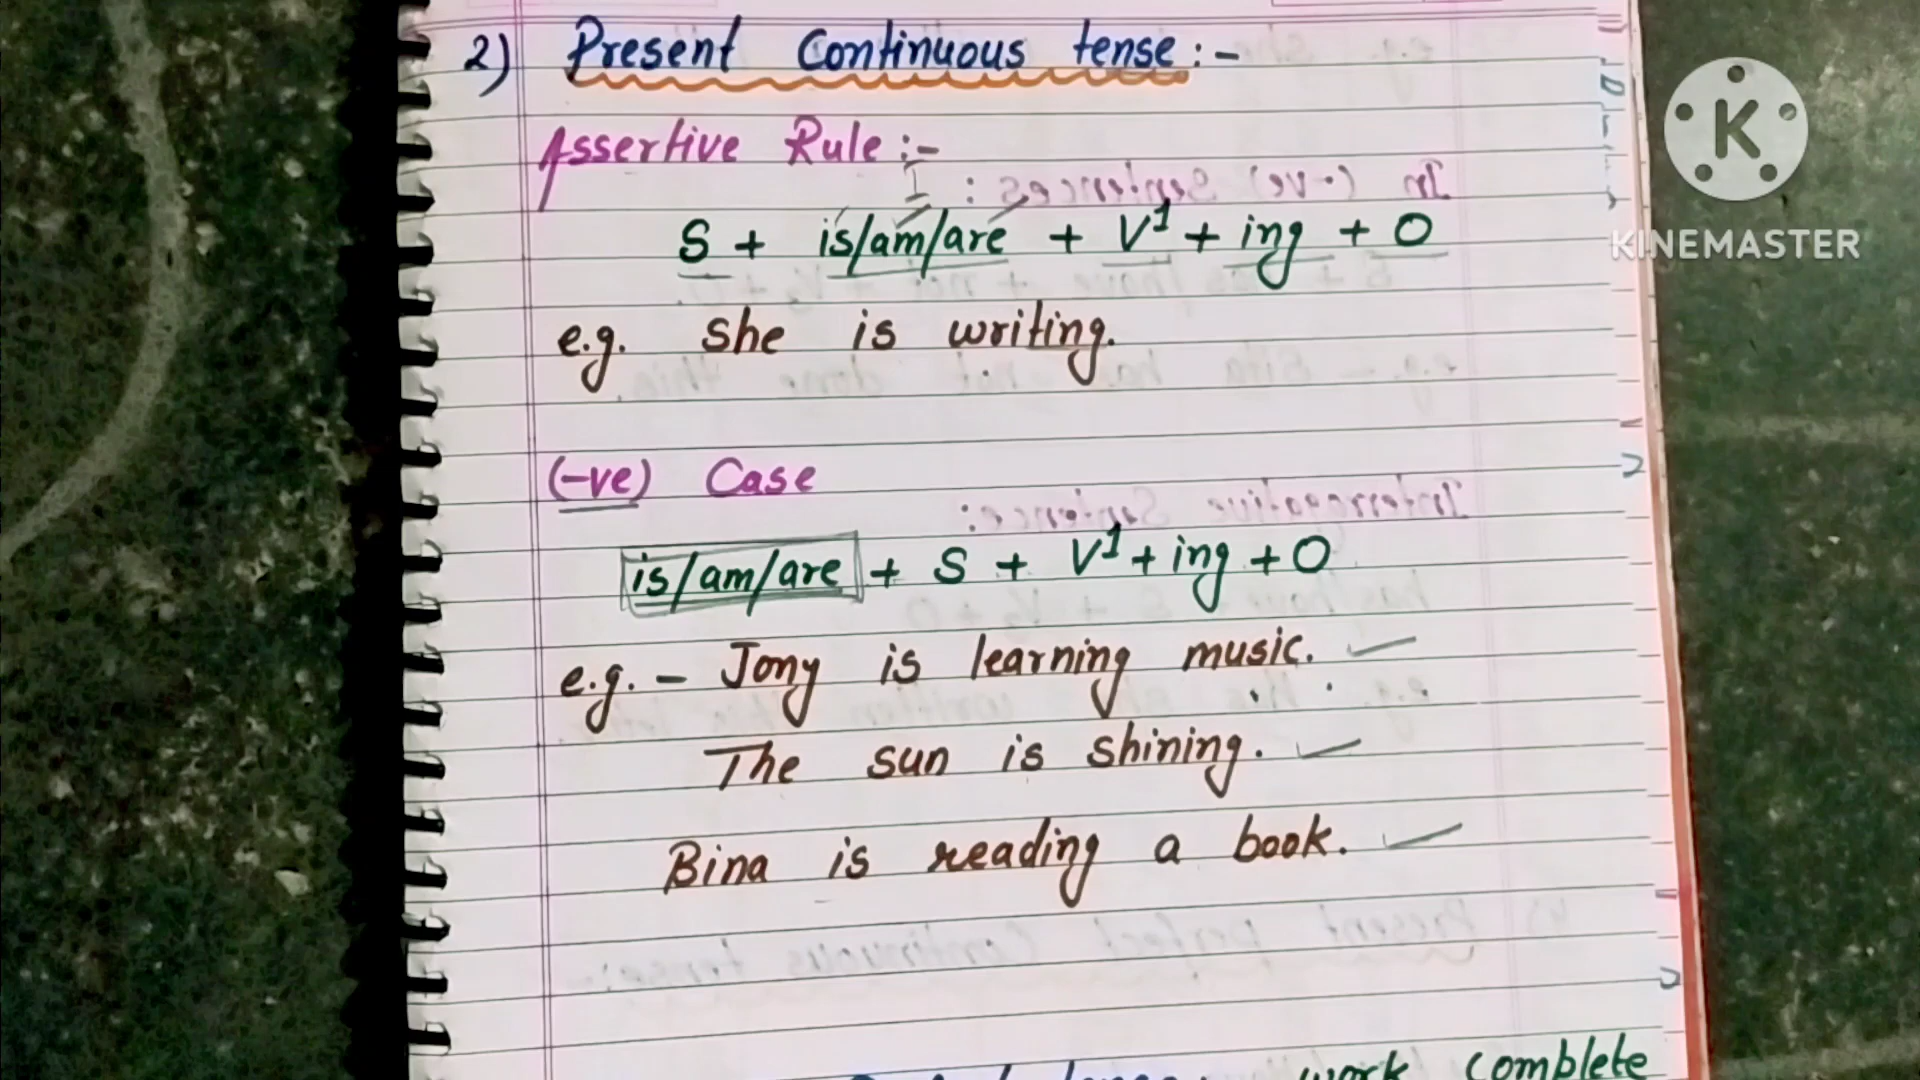 2) Present Continuous tense:-
Assertive Rule:-
S + is/am/are + V¹ + ing + O
e.g. She is writing.
(-ve) Case
is/am/are + S + V¹ + ing + O
e.g. - Jony is learning music.
The sun is shining.
Bina is reading a book.
work complete
K
KINEMASTER